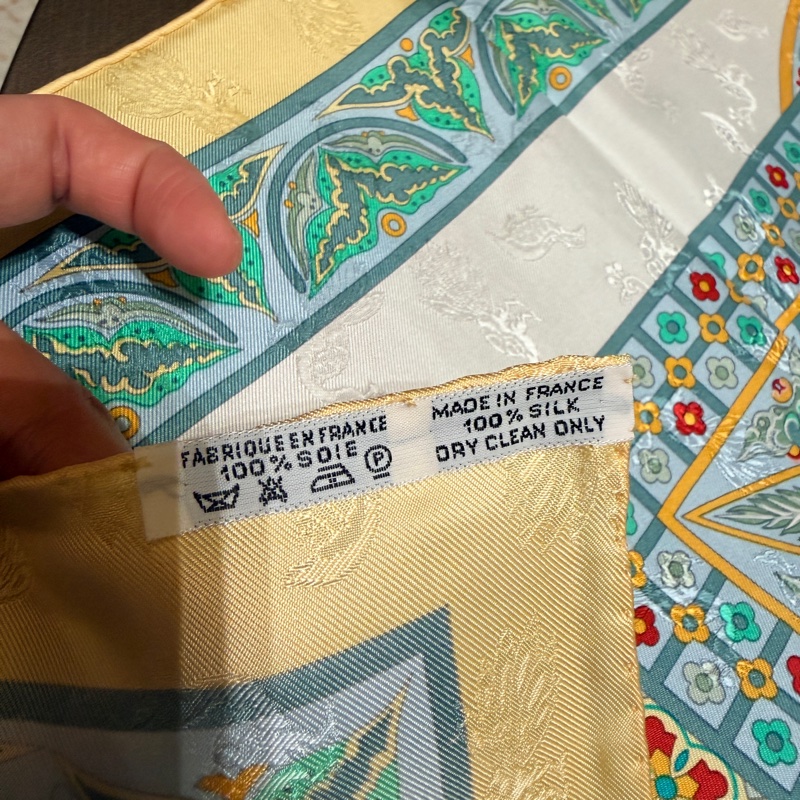 FABRIQUE EN FRANCE
100% SOIE
P
MADE IN FRANCE
100% SILK
DRY CLEAN ONLY